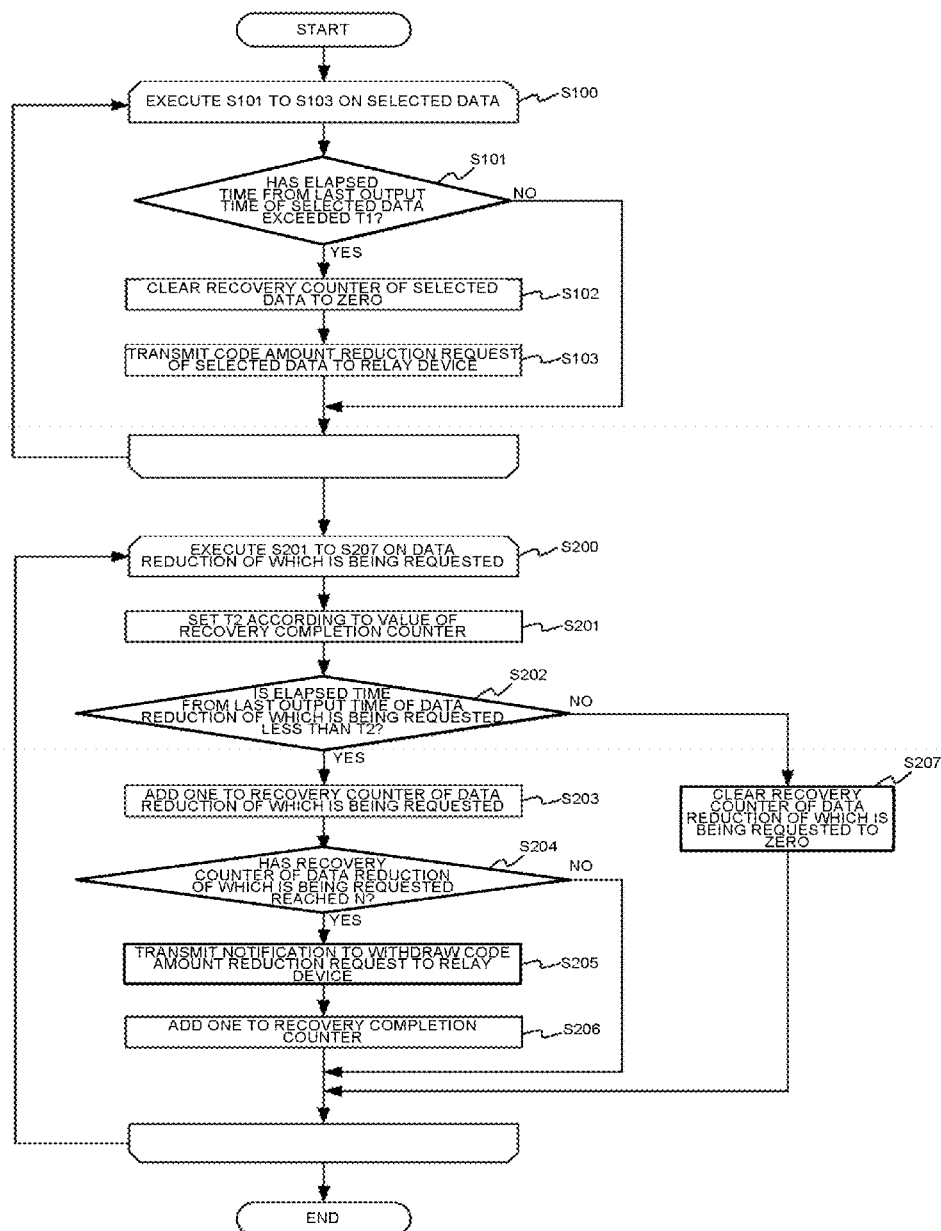 START
EXECUTE S101 TO S103 ON SELECTED DATA
S100
HAS ELAPSED
TIME FROM LAST OUTPUT
TIME OF SELECTED DATA
EXCEEDED T1?
S101
NO
YES
CLEAR RECOVERY COUNTER OF SELECTED
DATA TO ZERO
S102
TRANSMIT CODE AMOUNT REDUCTION REQUEST
OF SELECTED DATA TO RELAY DEVICE
S103
EXECUTE S201 TO S207 ON DATA
REDUCTION OF WHICH IS BEING REQUESTED
S200
SET T2 ACCORDING TO VALUE OF
RECOVERY COMPLETION COUNTER
S201
IS ELAPSED TIME
FROM LAST OUTPUT TIME OF DATA
REDUCTION OF WHICH IS BEING REQUESTED
LESS THAN T2?
S202
NO
YES
ADD ONE TO RECOVERY COUNTER OF DATA
REDUCTION OF WHICH IS BEING REQUESTED
S203
CLEAR RECOVERY
COUNTER OF DATA
REDUCTION OF WHICH IS
BEING REQUESTED TO
ZERO
S207
HAS RECOVERY
COUNTER OF DATA REDUCTION
OF WHICH IS BEING REQUESTED
REACHED N?
S204
NO
YES
TRANSMIT NOTIFICATION TO WITHDRAW CODE
AMOUNT REDUCTION REQUEST TO RELAY
DEVICE
S205
ADD ONE TO RECOVERY COMPLETION
COUNTER
S206
END